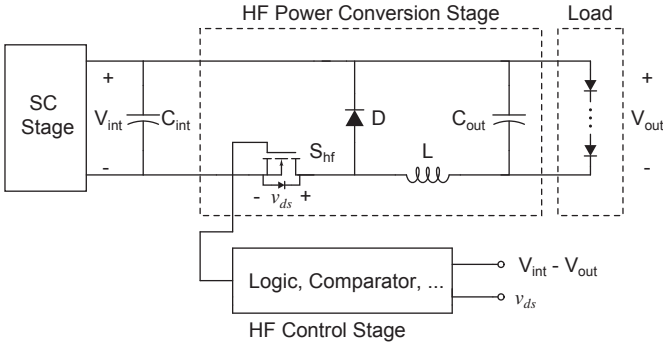 HF Power Conversion Stage
Load
SC
Stage
+
V_int
-
C_int
D
C_out
+
V_out
-
S_hf
L
- v_ds +
Logic, Comparator, ...
V_int - V_out
v_ds
HF Control Stage